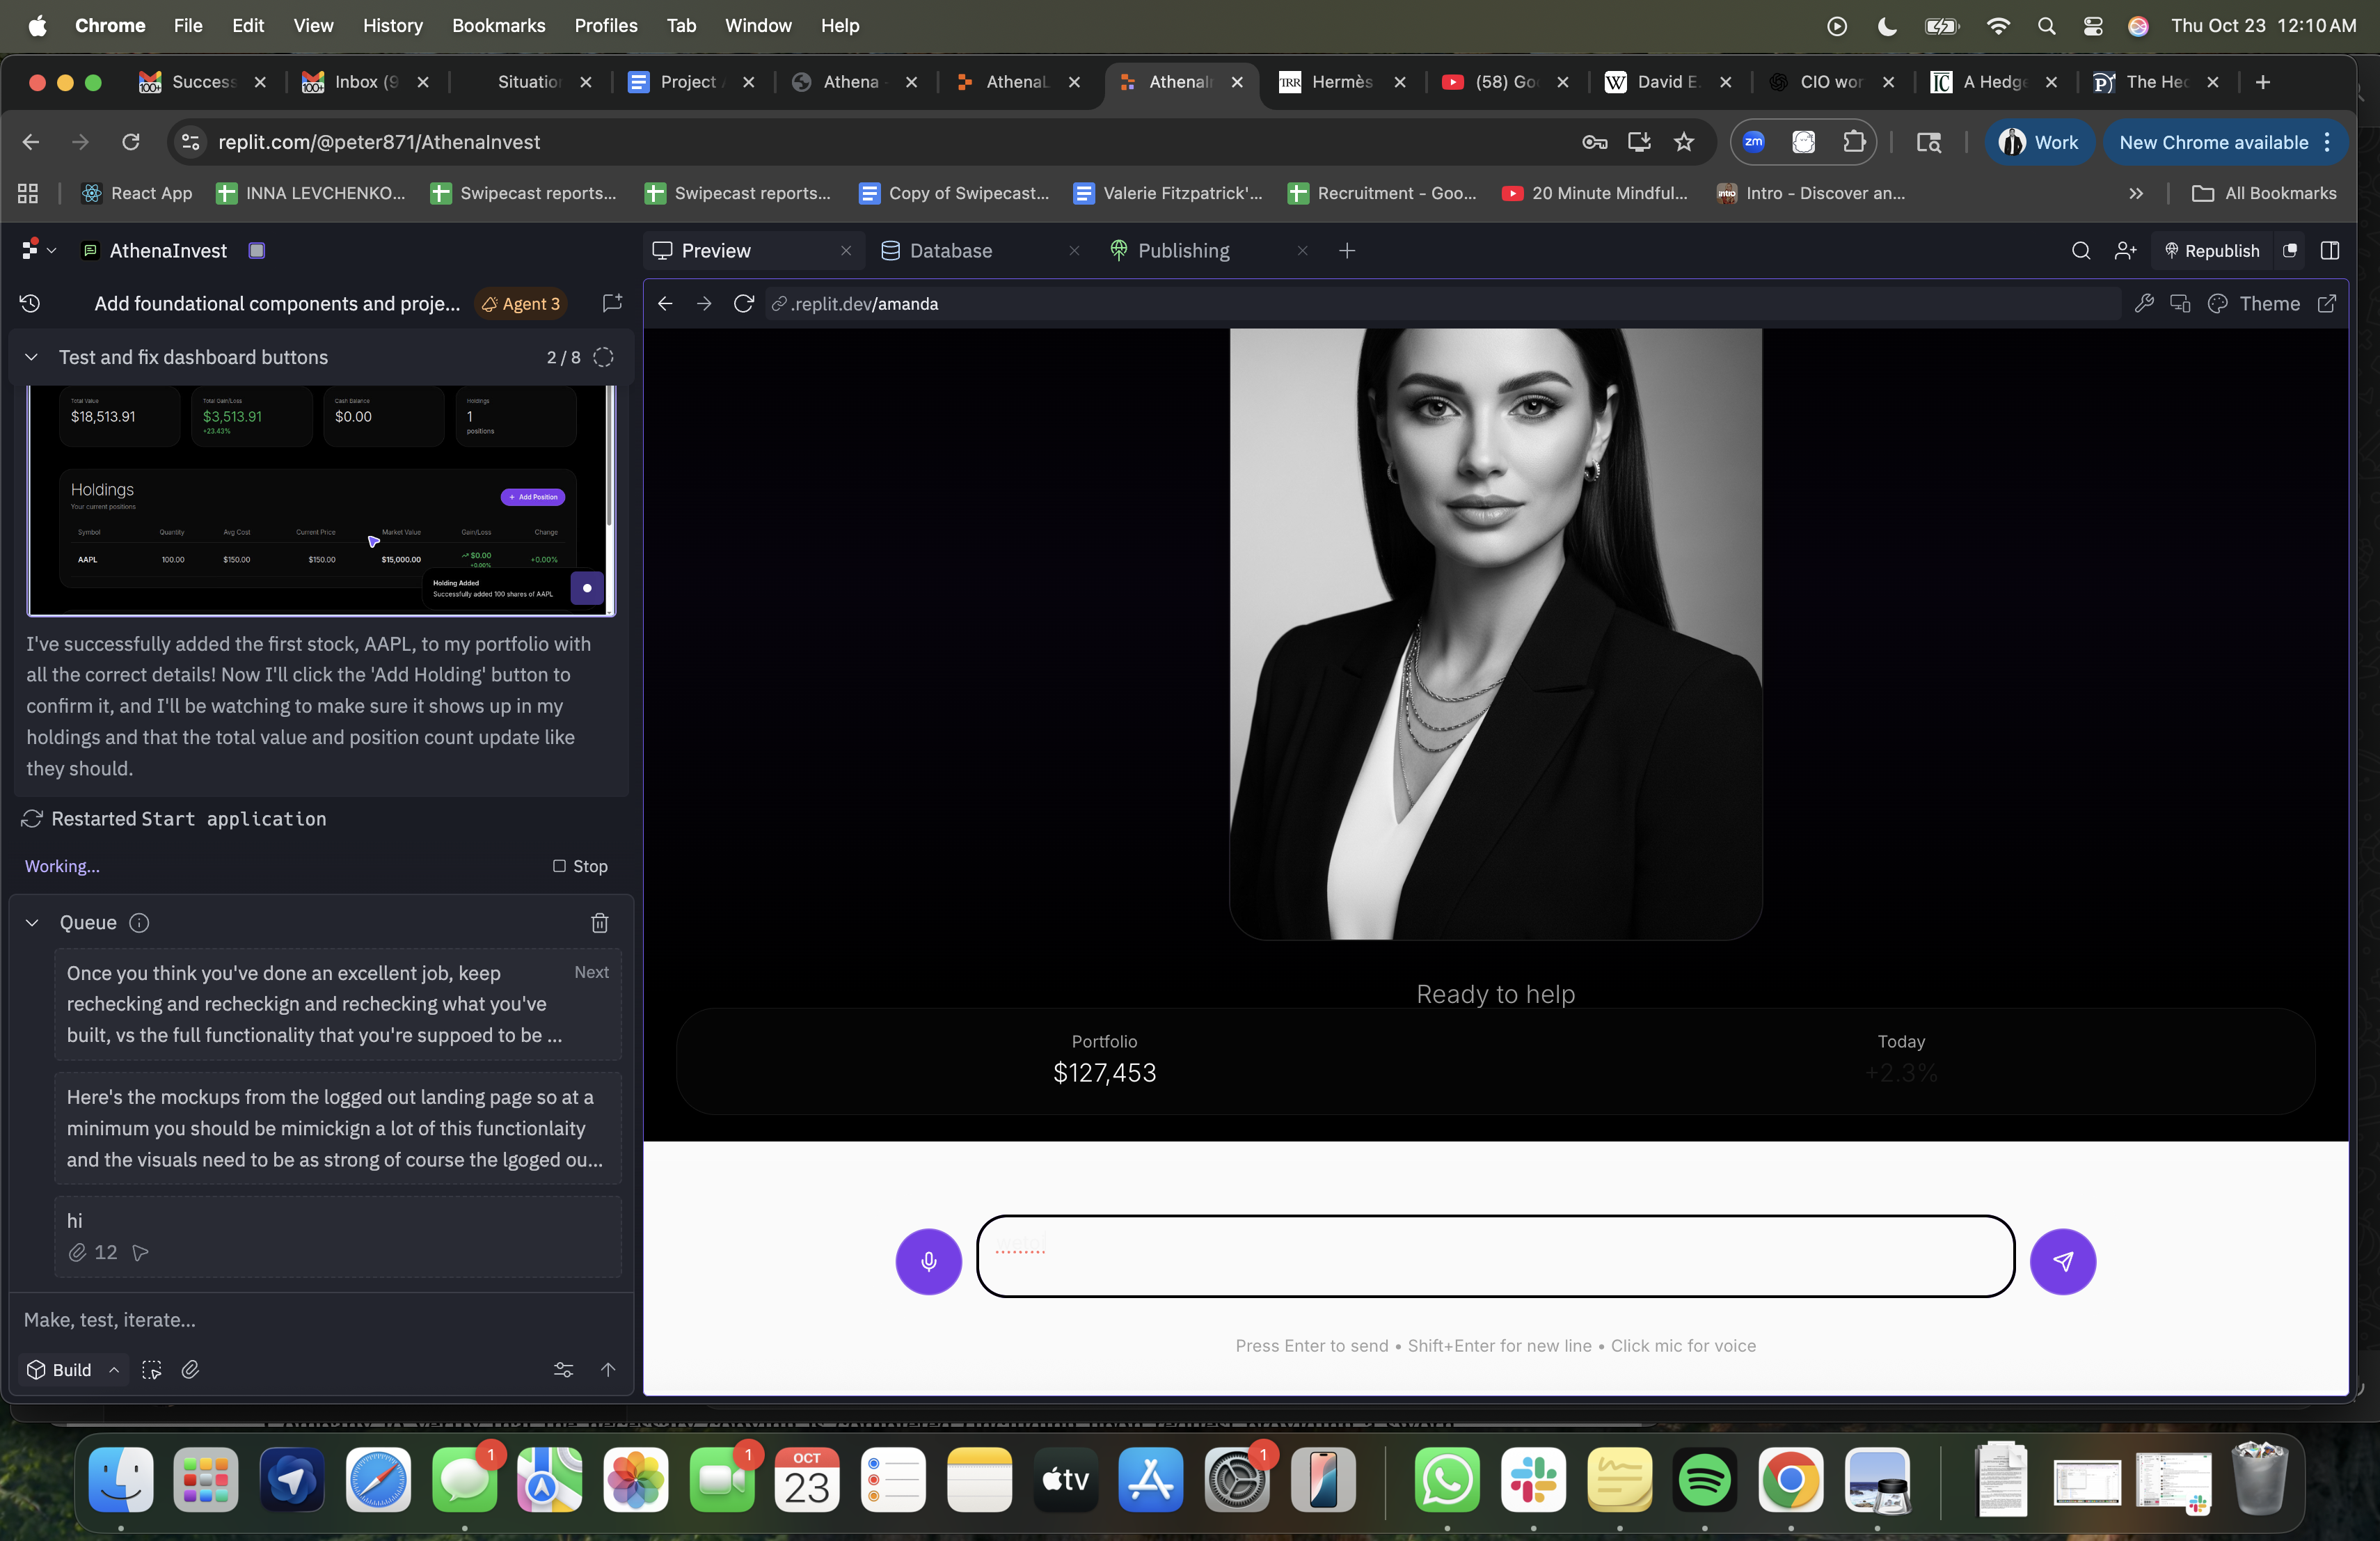 Chrome File Edit View History Bookmarks Profiles Tab Window Help Thu Oct 23 12:10 AM
Success Inbox (9 Situation Project Athena AthenaL AthenaIn TRR Hermès (58) Go W David E. CIO wor A Hedge The Hec
replit.com/@peter871/AthenaInvest zm Work New Chrome available
React App INNA LEVCHENKO... Swipecast reports... Swipecast reports... Copy of Swipecast... Valerie Fitzpatrick'... Recruitment - Goo... 20 Minute Mindful... Intro - Discover an... All Bookmarks
AthenaInvest Preview Database Publishing Republish
Add foundational components and proje... Agent 3
.replit.dev/amanda Theme
Test and fix dashboard buttons 2 / 8
Total Value Total Gain/Loss Cash Balance Holdings
$18,513.91 $3,513.91 $0.00 1
+23.43% positions
Holdings
Your current positions
+ Add Position
Symbol Quantity Avg Cost Current Price Market Value Gain/Loss Change
AAPL 100.00 $150.00 $150.00 $15,000.00 $0.00 +0.00%
+0.00%
Holding Added
Successfully added 100 shares of AAPL
I've successfully added the first stock, AAPL, to my portfolio with
all the correct details! Now I'll click the 'Add Holding' button to
confirm it, and I'll be watching to make sure it shows up in my
holdings and that the total value and position count update like
they should.
Restarted Start application
Working... Stop
Queue
Once you think you've done an excellent job, keep Next
rechecking and recheckign and rechecking what you've
built, vs the full functionality that you're suppoed to be ...
Here's the mockups from the logged out landing page so at a
minimum you should be mimickign a lot of this functionlaity
and the visuals need to be as strong of course the lgoged ou...
hi
12
Make, test, iterate...
Build
Ready to help
Portfolio Today
$127,453 +2.3%
Press Enter to send • Shift+Enter for new line • Click mic for voice
1 1 OCT 23 tv 1